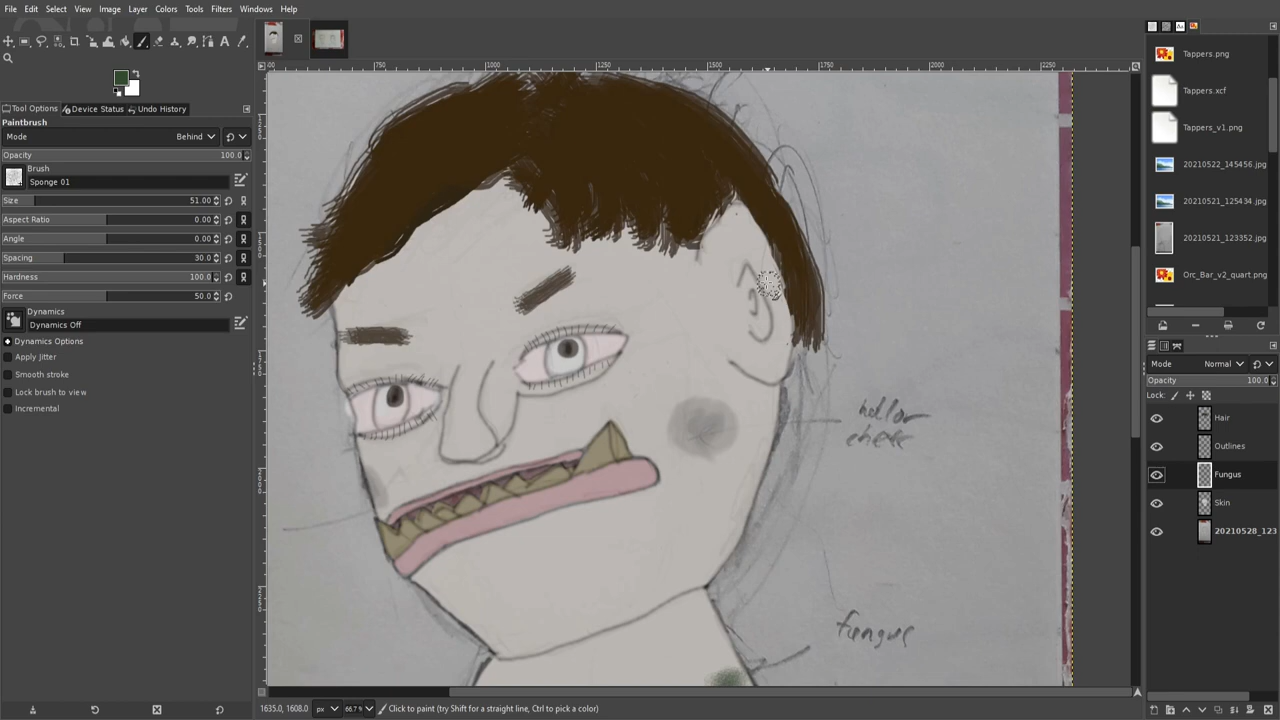 File Edit Select View Image Layer Colors Tools Filters Windows Help
Tool Options Device Status Undo History
Paintbrush
Mode Behind
Opacity 100.0
Brush
Sponge 01
Size 51.00
Aspect Ratio 0.00
Angle 0.00
Spacing 30.0
Hardness 100.0
Force 50.0
Dynamics
Dynamics Off
Dynamics Options
Apply Jitter
Smooth stroke
Lock brush to view
Incremental
750 1000 1250 1500 1750 2000 2250
hollow
cheek
fungus
1635.0, 1608.0 px 66.7 % Click to paint (try Shift for a straight line, Ctrl to pick a color)
Tappers.png
Tappers.xcf
Tappers_v1.png
20210522_145456.jpg
20210521_125434.jpg
20210521_123352.jpg
Orc_Bar_v2_quart.png
Mode Normal
Opacity 100.0
Lock:
Hair
Outlines
Fungus
Skin
20210528_123